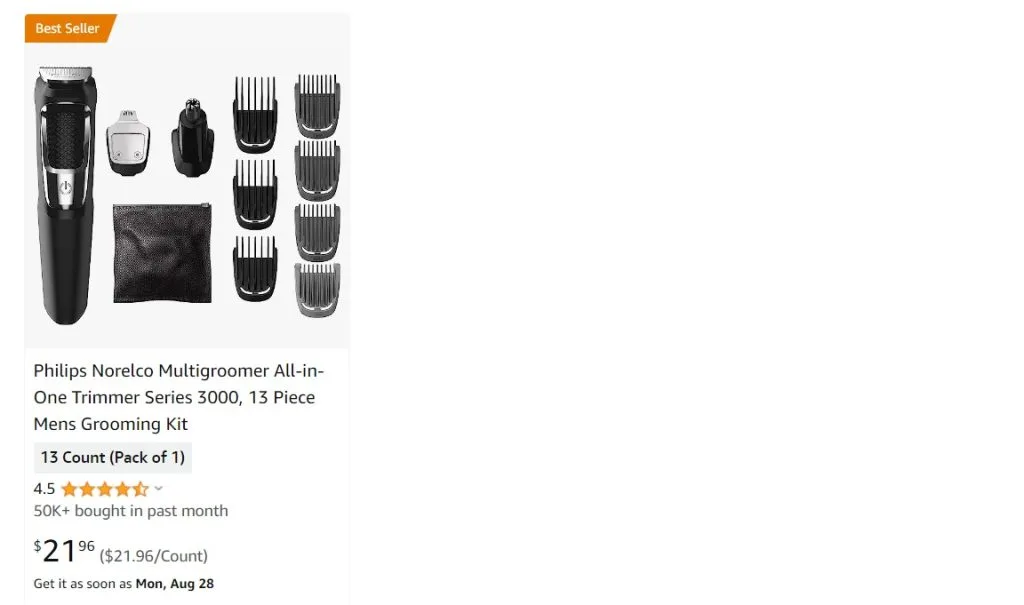 Best Seller
Philips Norelco Multigroomer All-in-
One Trimmer Series 3000, 13 Piece
Mens Grooming Kit
13 Count (Pack of 1)
4.5
50K+ bought in past month
$21.96 ($21.96/Count)
Get it as soon as Mon, Aug 28